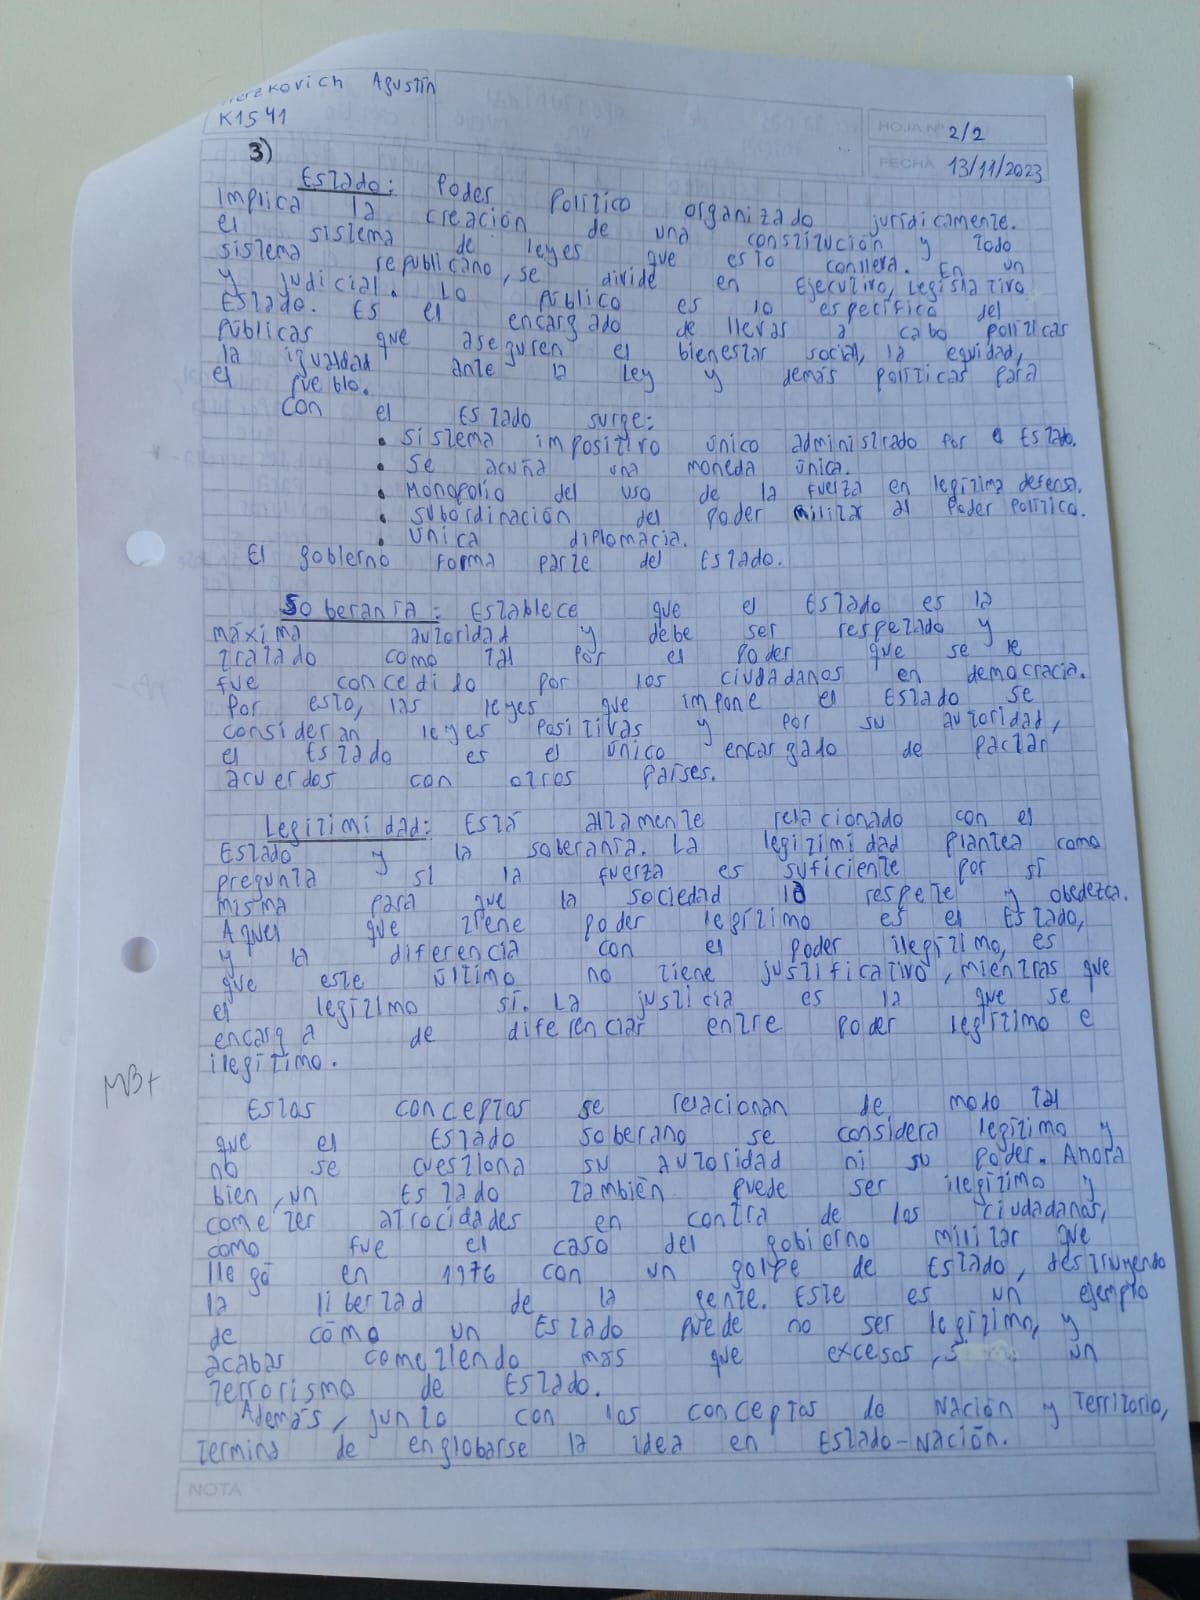 Agustín
K1541
HOJA Nº 2/2
FECHA 13/11/2023
3)
Estado: Poder Político organizado jurídicamente.
Implica la creación de una constitución y todo
el sistema de leyes que esto conlleva. En un
sistema republicano, se divide en Ejecutivo, Legislativo
y judicial. Lo Público es lo específico del
Estado. Es el encargado de llevar a cabo políticas
Públicas que aseguren el bienestar social, la equidad,
la igualdad ante la Ley y demás políticas para
el pueblo.
Con el Estado surge:
• Sistema impositivo único administrado por el Estado.
• Se acuña una moneda única.
• Monopolio del uso de la fuerza en legítima defensa.
• Subordinación del Poder militar al Poder Político.
• única diplomacia.
El gobierno forma parte del Estado.
Soberanía: Establece que el Estado es la
máxima autoridad y debe ser respetado y
tratado como tal por el poder que se le
fue concedido por los ciudadanos en democracia.
Por esto, las leyes que impone el Estado se
consideran leyes Positivas y por su autoridad,
el Estado es el único encargado de pactar
acuerdos con otros países.
Legitimidad: Está altamente relacionado con el
Estado y la soberanía. La legitimidad plantea como
pregunta si la fuerza es suficiente por sí
misma para que la sociedad lo respete y obedezca.
Aquel que tiene poder legítimo es el Estado,
y la diferencia con el poder ilegítimo, es
que este último no tiene justificativo, mientras que
el legítimo sí. La justicia es la que se
encarga de diferenciar entre Poder legítimo e
ilegítimo.
MB+
Estos conceptos se relacionan de modo tal
que el Estado soberano se considera legítimo y
no se cuestiona su autoridad ni su poder. Ahora
bien, un Estado también puede ser ilegítimo y
cometer atrocidades en contra de los ciudadanos,
como fue el caso del gobierno militar que
llegó en 1976 con un golpe de Estado, destruyendo
la libertad de la gente. Este es un ejemplo
de cómo un Estado puede no ser legítimo, y
acabar cometiendo más que excesos, un
terrorismo de Estado.
Además, junto con los conceptos de Nación y Territorio,
termina de englobarse la idea en Estado-Nación.
NOTA